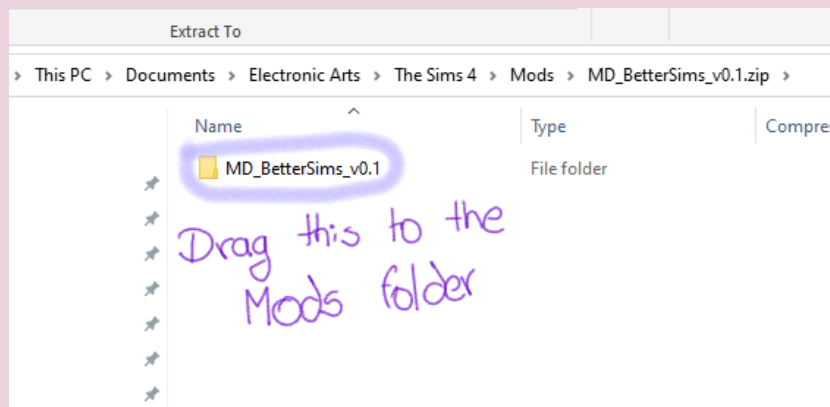 Extract To
This PC > Documents > Electronic Arts > The Sims 4 > Mods > MD_BetterSims_v0.1.zip >
Name Type Compre
MD_BetterSims_v0.1 File folder
Drag this to the
Mods folder